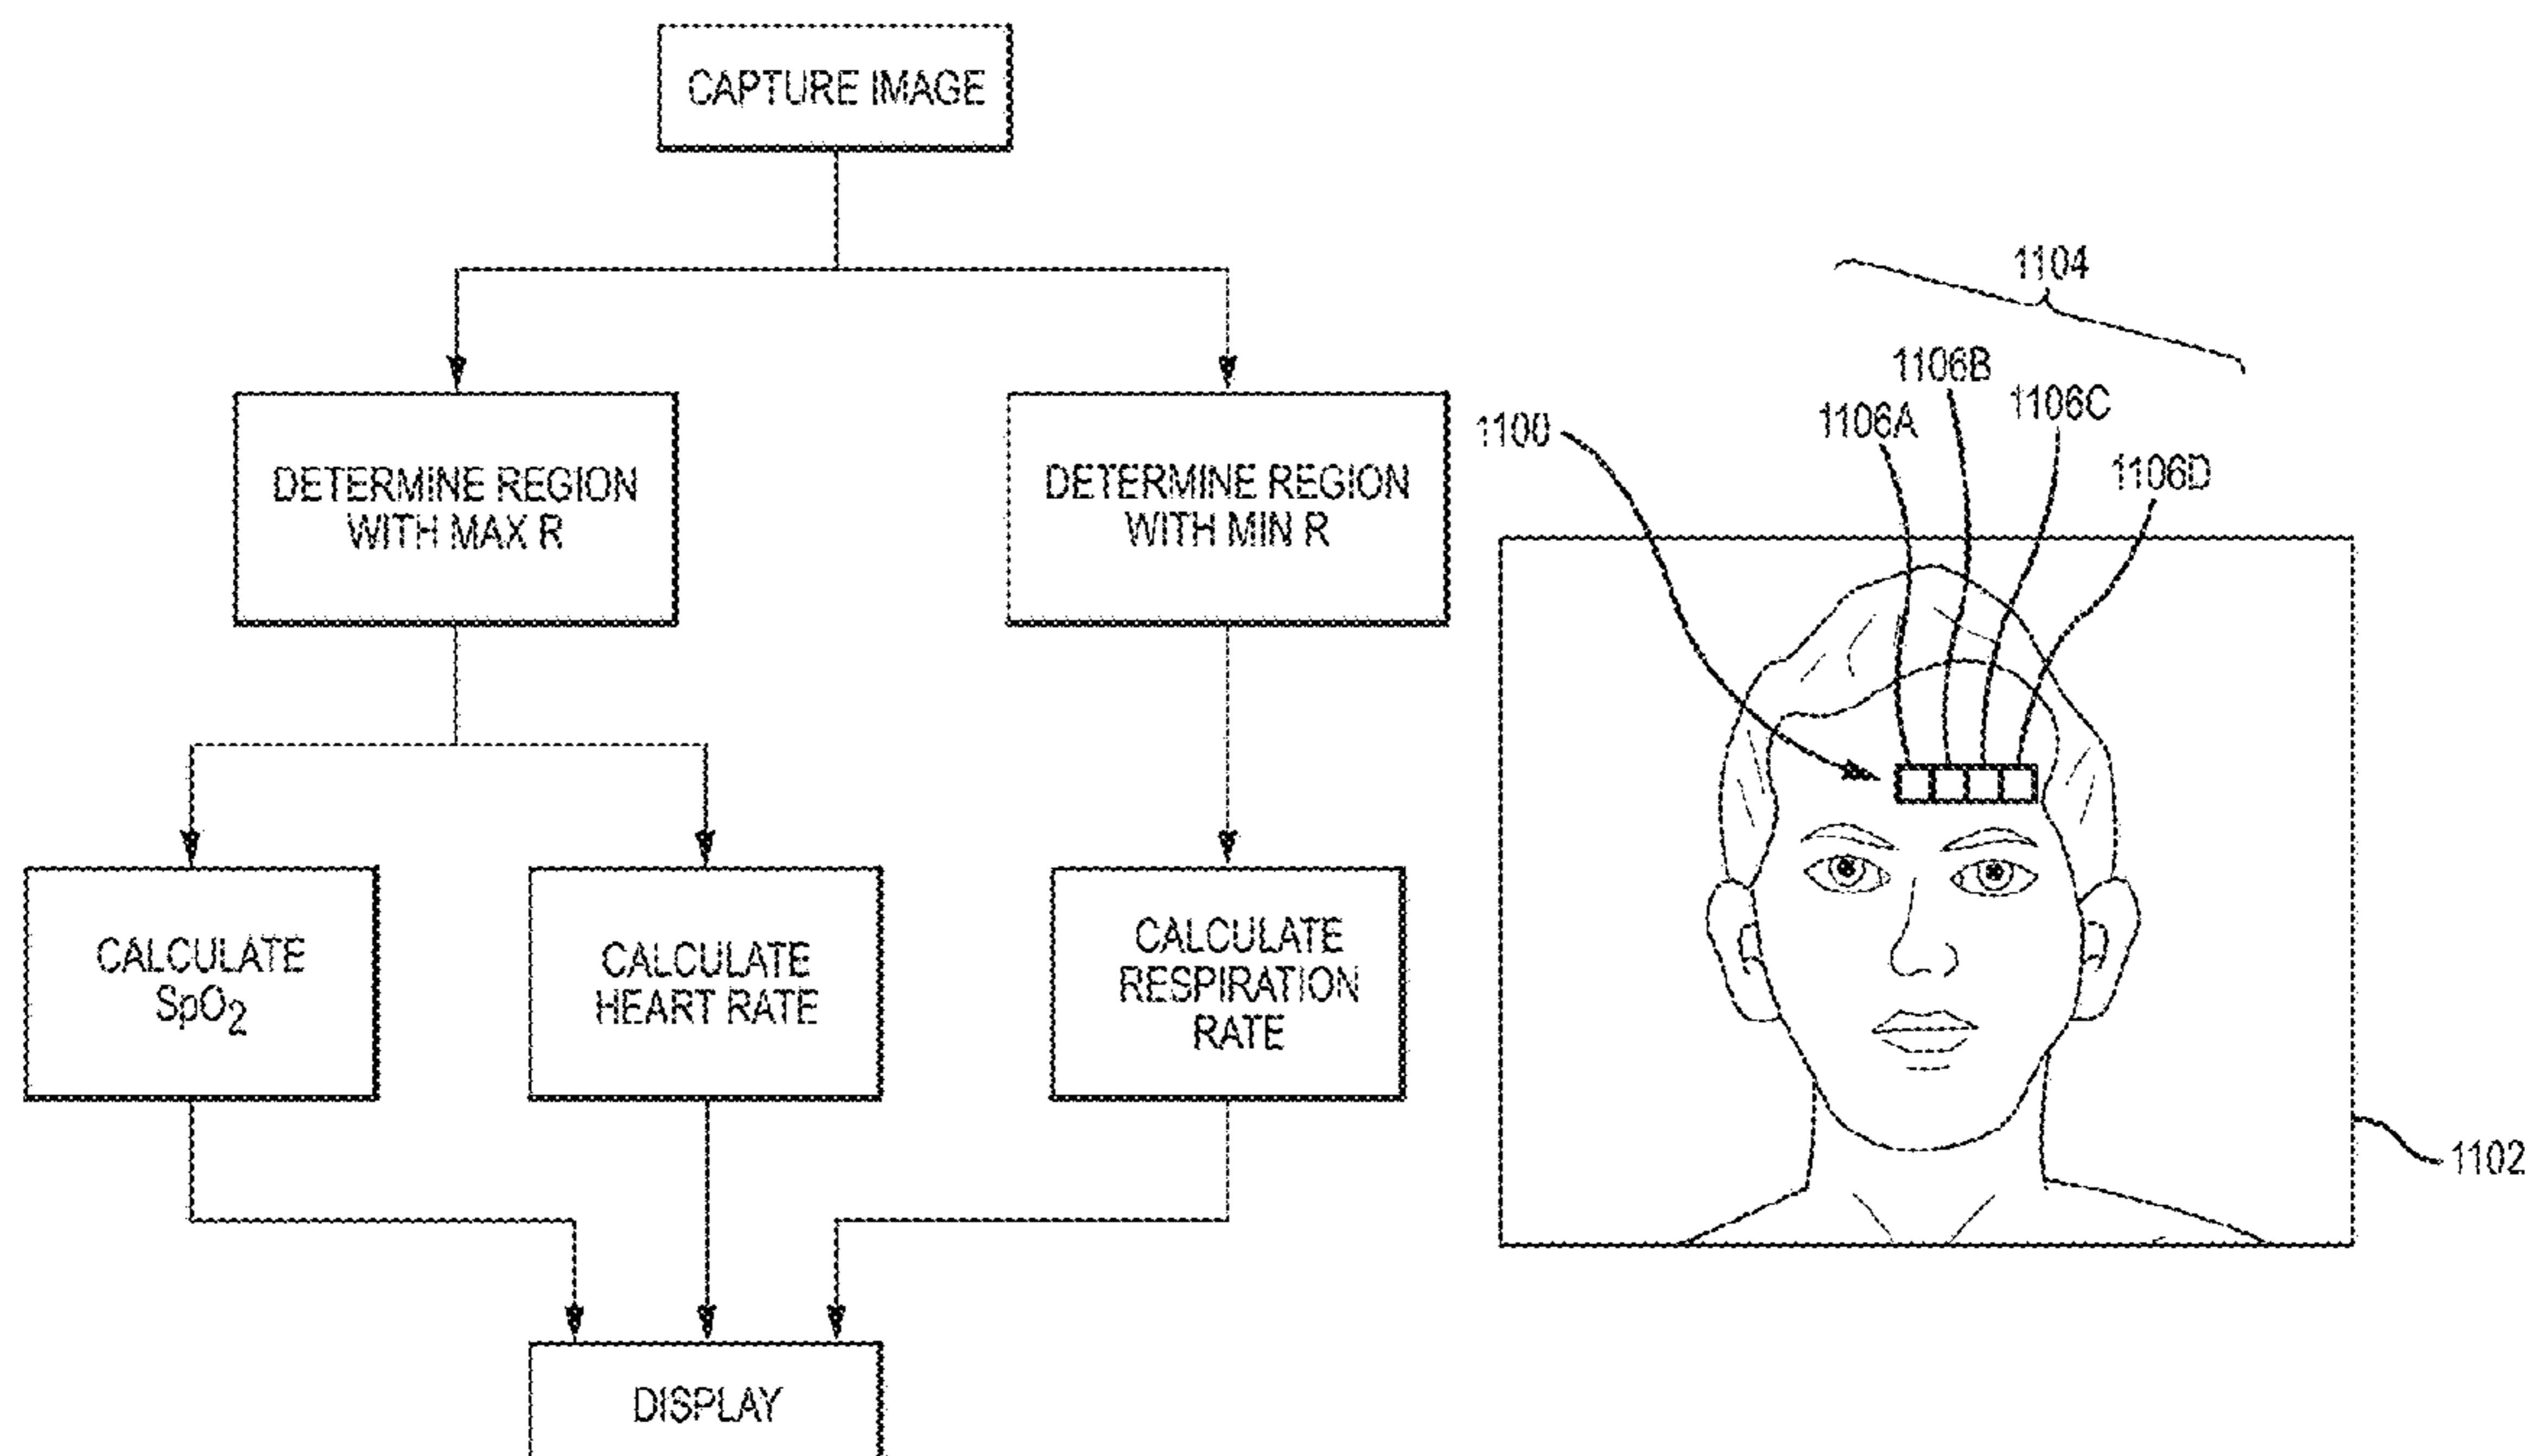 CAPTURE IMAGE
DETERMINE REGION
WITH MAX R
DETERMINE REGION
WITH MIN R
CALCULATE
SpO2
CALCULATE
HEART RATE
CALCULATE
RESPIRATION
RATE
DISPLAY
1104
1106B
1106C
1106A
1100
1106D
1102